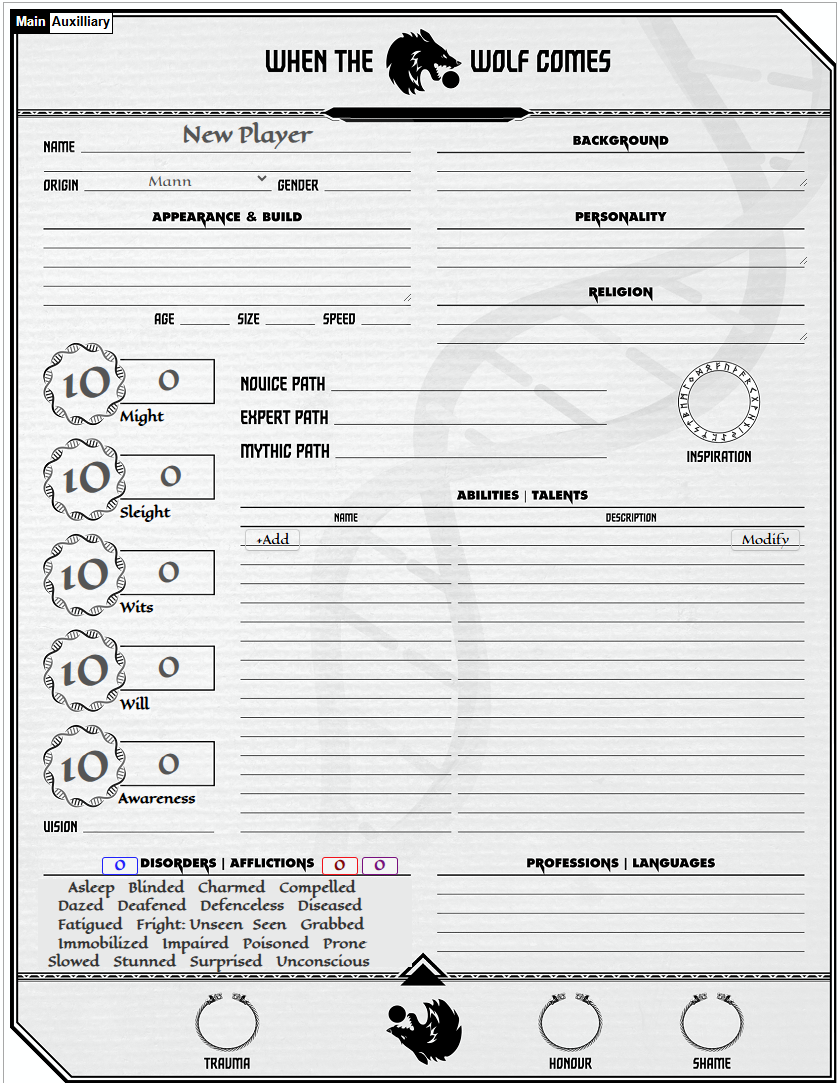 Main Auxilliary
WHEN THE WOLF COMES
NAME New Player
ORIGIN Mann GENDER
BACKGROUND
APPEARANCE & BUILD
PERSONALITY
RELIGION
AGE SIZE SPEED
10 0
Might
10 0
Sleight
10 0
Wits
10 0
Will
10 0
Awareness
VISION
NOVICE PATH
EXPERT PATH
MYTHIC PATH
INSPIRATION
ABILITIES | TALENTS
NAME DESCRIPTION
+Add Modify
0 DISORDERS | AFFLICTIONS 0 0
Asleep Blinded Charmed Compelled
Dazed Deafened Defenceless Diseased
Fatigued Fright: Unseen Seen Grabbed
Immobilized Impaired Poisoned Prone
Slowed Stunned Surprised Unconscious
PROFESSIONS | LANGUAGES
TRAUMA
HONOUR
SHAME